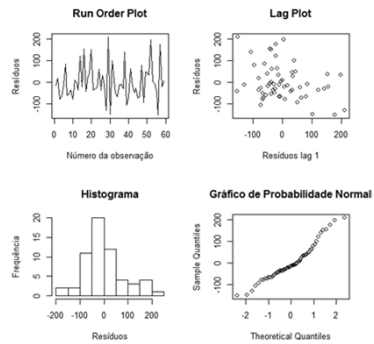 Run Order Plot
Resíduos
-100 0 100 200
0 10 20 30 40 50 60
Número da observação
Lag Plot
Resíduos
-100 0 100 200
-100 0 100 200
Resíduos lag 1
Histograma
Frequência
0 5 10 15 20
-200 -100 0 100 200
Resíduos
Gráfico de Probabilidade Normal
Sample Quantiles
-100 0 100 200
-2 -1 0 1 2
Theoretical Quantiles